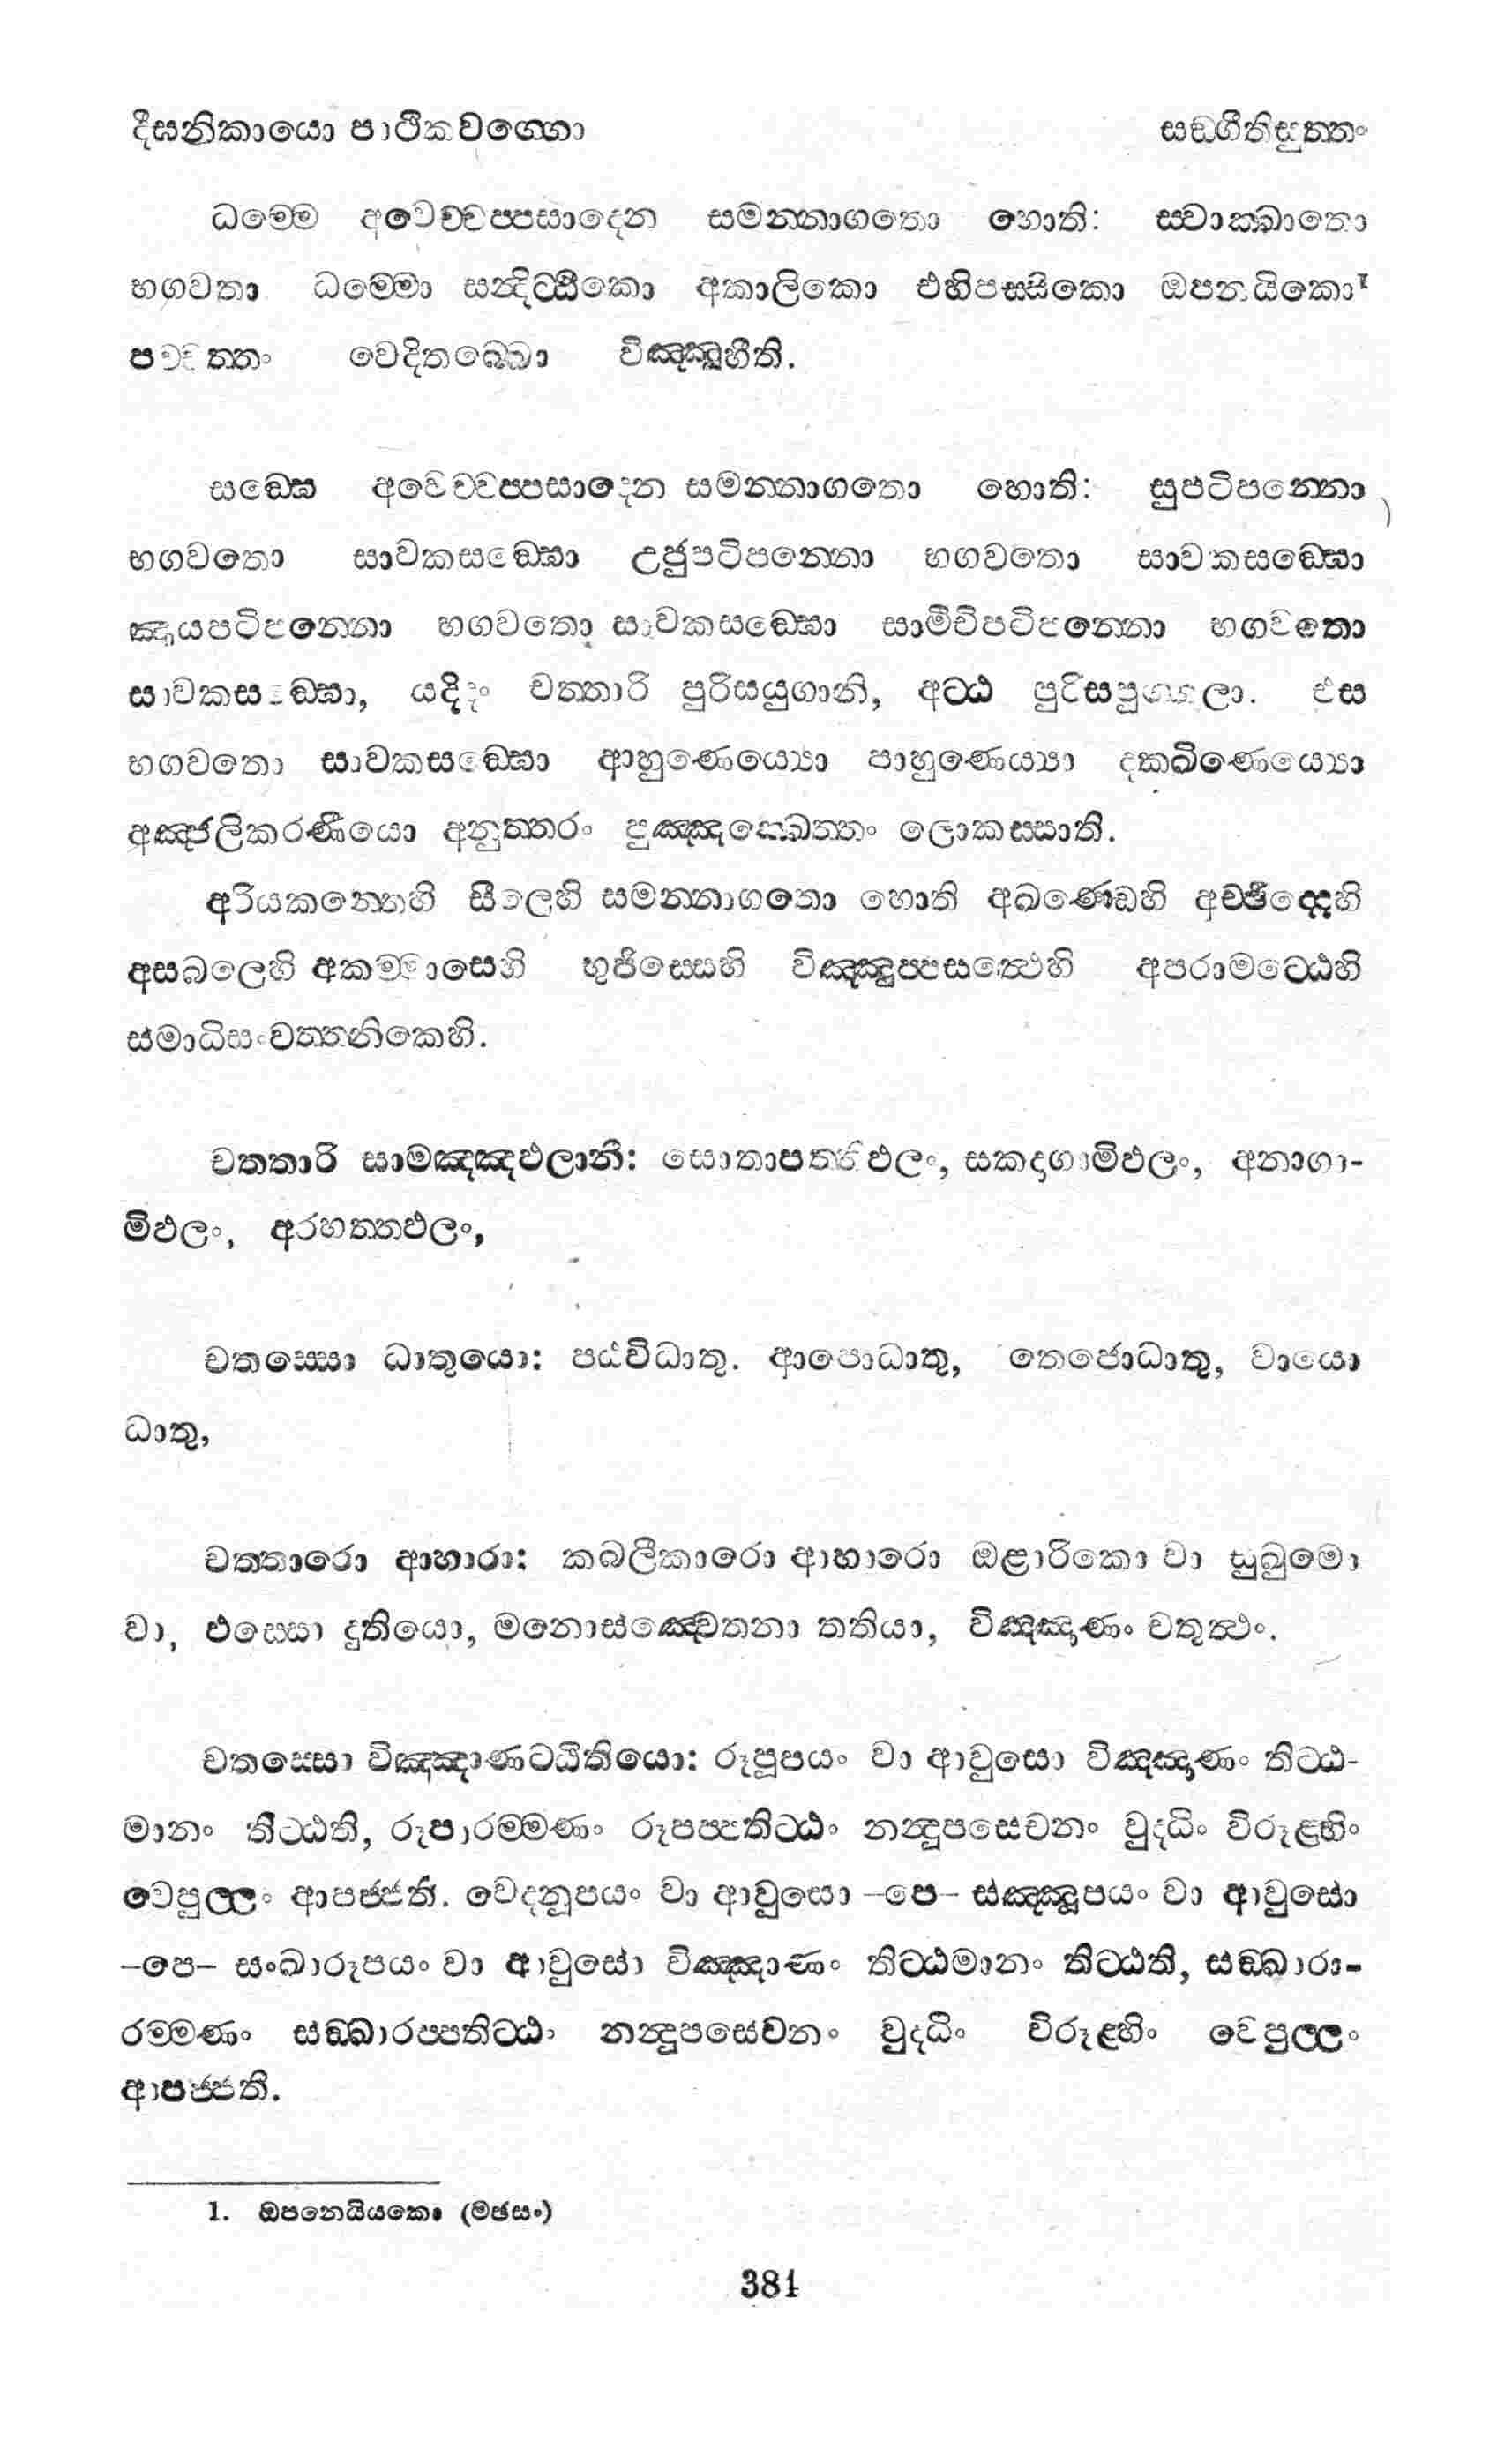 දීඝනිකායො පාථිකවග්ගො සඞ්ගීතිසුත්තං
ධම්මෙ අවෙච්චප්පසාදෙන සමන්නාගතො හොති: ස්වාක්ඛාතො
භගවතා ධම්මො සන්දිට්ඨිකො අකාලිකො එහිපස්සිකො ඔපනයිකො¹
පච්චත්තං වෙදිතබ්බො විඤ්ඤූහීති.
සඞ්ඝෙ අවෙච්චප්පසාදෙන සමන්නාගතො හොති: සුපටිපන්නො
භගවතො සාවකසඞ්ඝො උජුපටිපන්නො භගවතො සාවකසඞ්ඝො
ඤායපටිපන්නො භගවතො සාවකසඞ්ඝො සාමීචිපටිපන්නො භගවතො
සාවකසඞ්ඝො, යදිදං චත්තාරි පුරිසයුගානි, අට්ඨ පුරිසපුග්ගලා. එස
භගවතො සාවකසඞ්ඝො ආහුණෙය්යො පාහුණෙය්යො දක්ඛිණෙය්යො
අඤ්ජලිකරණීයො අනුත්තරං පුඤ්ඤක්ඛෙත්තං ලොකස්සාති.
අරියකන්තෙහි සීලෙහි සමන්නාගතො හොති අඛණ්ඩෙහි අච්ඡිද්දෙහි
අසබලෙහි අකම්මාසෙහි භුජිස්සෙහි විඤ්ඤුප්පසත්ථෙහි අපරාමට්ඨෙහි
සමාධිසංවත්තනිකෙහි.
චත්තාරි සාමඤ්ඤඵලානි: සොතාපත්තිඵලං, සකදාගාමිඵලං, අනාගා-
මිඵලං, අරහත්තඵලං,
චතස්සො ධාතුයො: පඨවිධාතු. ආපොධාතු, තෙජොධාතු, වායො
ධාතු,
චත්තාරො ආහාරා: කබලීකාරො ආහාරො ඔළාරිකො වා සුඛුමො
වා, ඵස්සො දුතියො, මනොසඤ්චෙතනා තතියා, විඤ්ඤාණං චතුත්ථං.
චතස්සො විඤ්ඤාණට්ඨිතියො: රූපූපයං වා ආවුසො විඤ්ඤාණං තිට්ඨ-
මානං තිට්ඨති, රූපාරම්මණං රූපප්පතිට්ඨං නන්දූපසෙචනං වුද්ධිං විරූළ්හිං
වෙපුල්ලං ආපජ්ජති. වෙදනූපයං වා ආවුසො –පෙ– සඤ්ඤූපයං වා ආවුසො
–පෙ– සංඛාරූපයං වා ආවුසො විඤ්ඤාණං තිට්ඨමානං තිට්ඨති, සඞ්ඛාරා-
රම්මණං සඞ්ඛාරප්පතිට්ඨං නන්දූපසෙචනං වුද්ධිං විරූළ්හිං වෙපුල්ලං
ආපජ්ජති.
1. ඔපනෙයියකො (මඡසං)
381